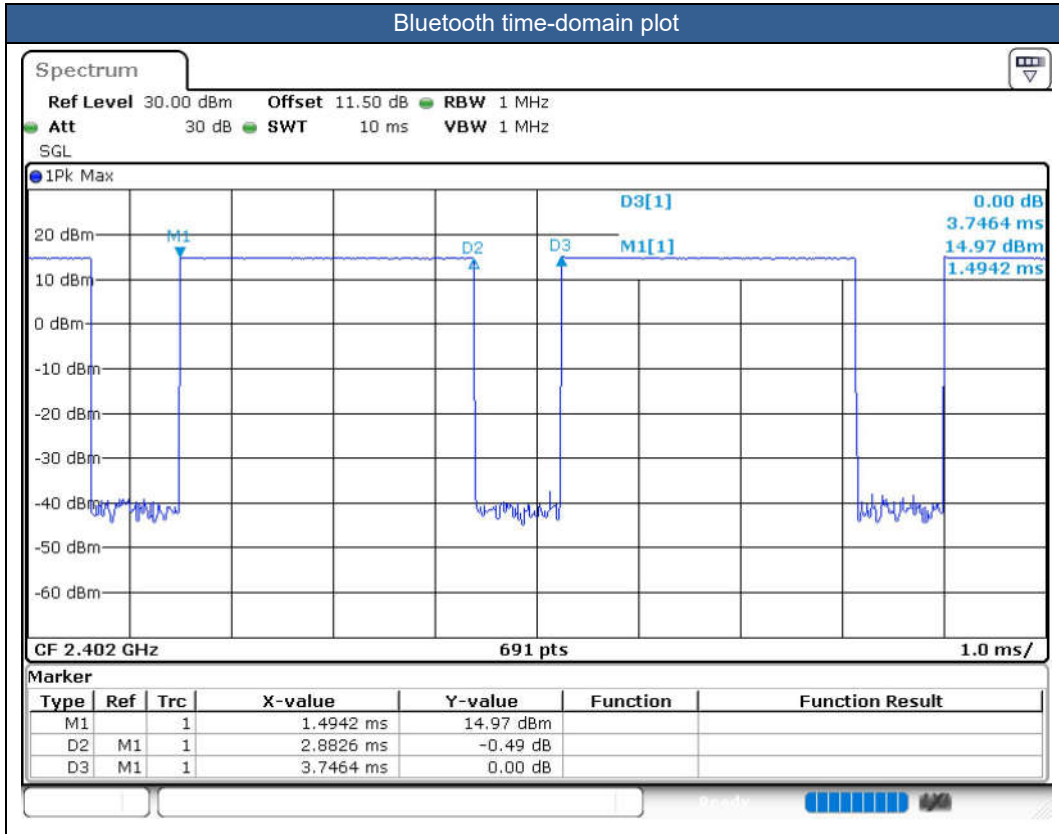 Bluetooth time-domain plot
Spectrum
Ref Level 30.00 dBm Offset 11.50 dB RBW 1 MHz
Att 30 dB SWT 10 ms VBW 1 MHz
SGL
1Pk Max
D3[1] 0.00 dB
3.7464 ms
M1[1] 14.97 dBm
1.4942 ms
M1
D2
D3
20 dBm
10 dBm
0 dBm
-10 dBm
-20 dBm
-30 dBm
-40 dBm
-50 dBm
-60 dBm
CF 2.402 GHz 691 pts 1.0 ms/
Marker
Type Ref Trc X-value Y-value Function Function Result
M1 1 1.4942 ms 14.97 dBm
D2 M1 1 2.8826 ms -0.49 dB
D3 M1 1 3.7464 ms 0.00 dB
Ready